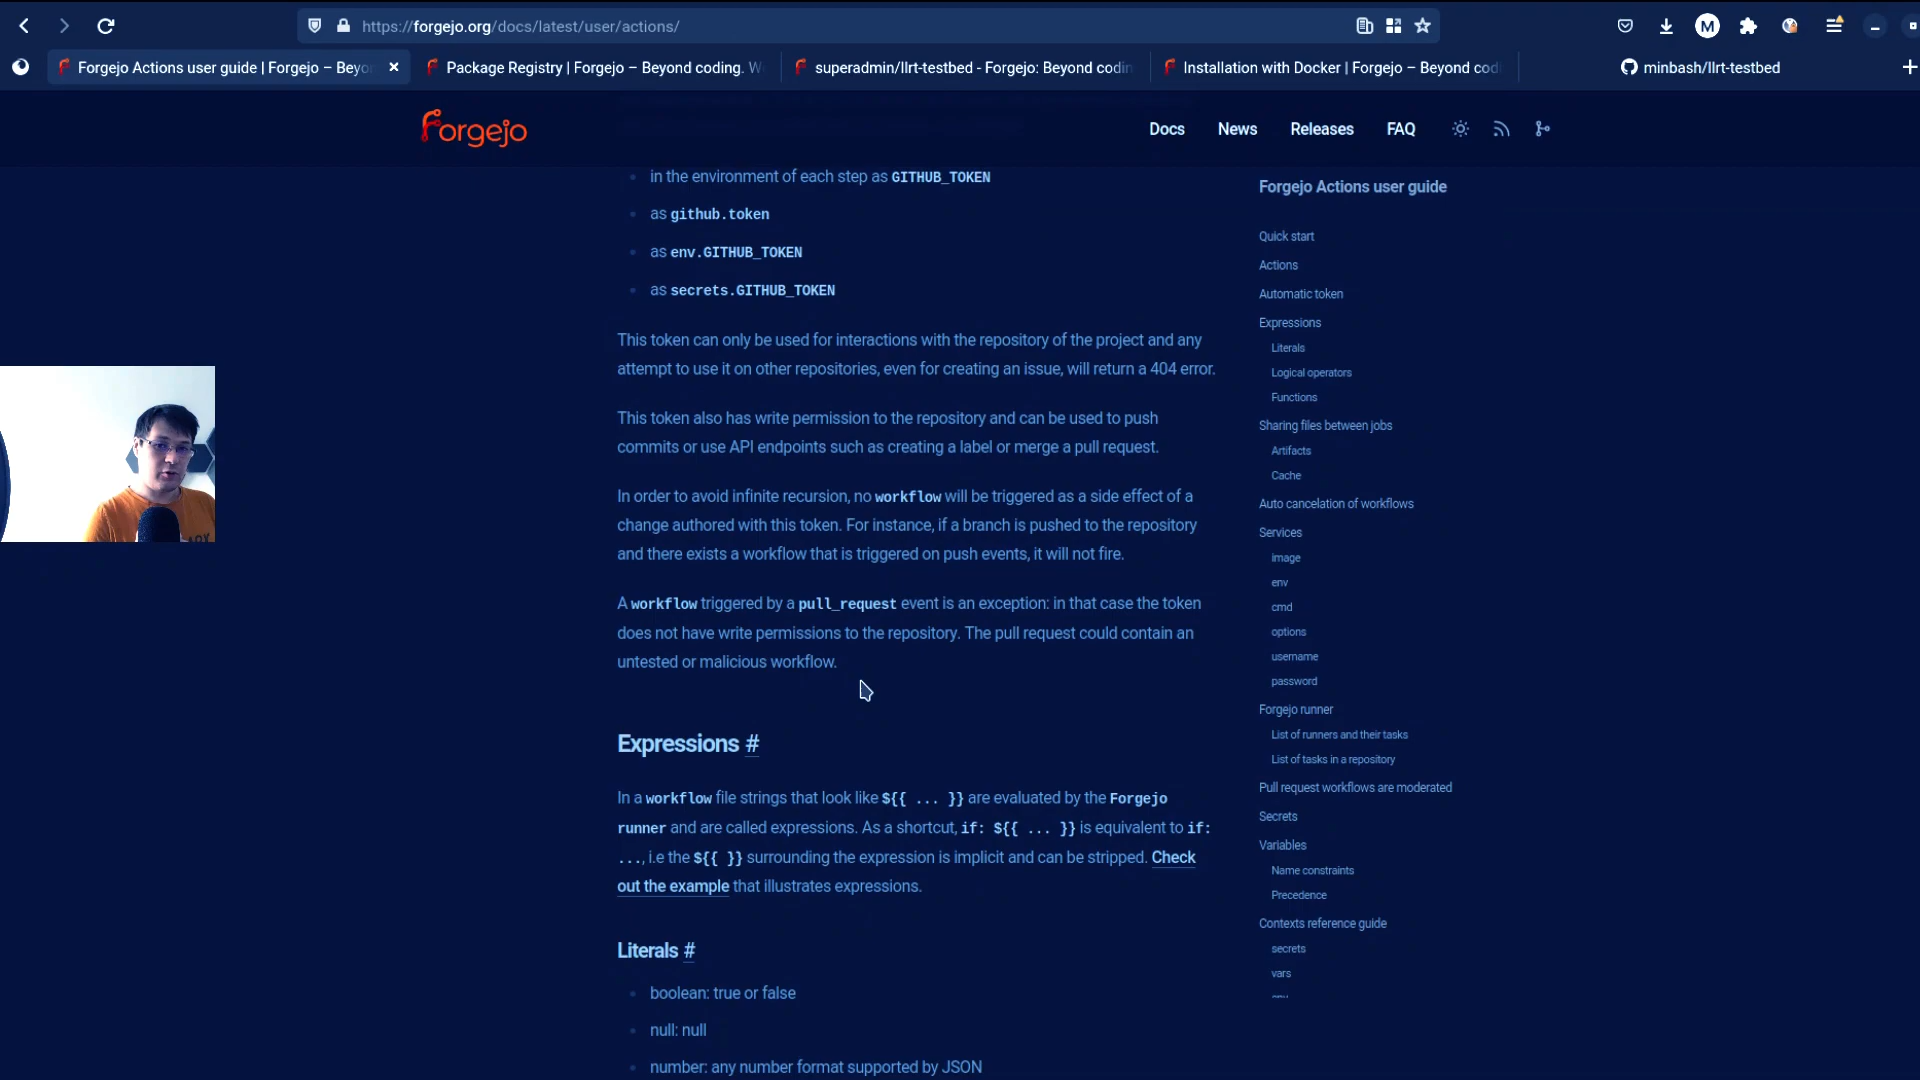 https://forgejo.org/docs/latest/user/actions/
M
Forgejo Actions user guide | Forgejo – Beyo
Package Registry | Forgejo – Beyond coding. W
superadmin/llrt-testbed - Forgejo: Beyond codin
Installation with Docker | Forgejo – Beyond codi
minbash/llrt-testbed
Forgejo
Docs
News
Releases
FAQ
in the environment of each step as GITHUB_TOKEN
as github.token
as env.GITHUB_TOKEN
as secrets.GITHUB_TOKEN
This token can only be used for interactions with the repository of the project and any
attempt to use it on other repositories, even for creating an issue, will return a 404 error.
This token also has write permission to the repository and can be used to push
commits or use API endpoints such as creating a label or merge a pull request.
In order to avoid infinite recursion, no workflow will be triggered as a side effect of a
change authored with this token. For instance, if a branch is pushed to the repository
and there exists a workflow that is triggered on push events, it will not fire.
A workflow triggered by a pull_request event is an exception: in that case the token
does not have write permissions to the repository. The pull request could contain an
untested or malicious workflow.
Expressions #
In a workflow file strings that look like ${{ ... }} are evaluated by the Forgejo
runner and are called expressions. As a shortcut, if: ${{ ... }} is equivalent to if:
..., i.e the ${{ }} surrounding the expression is implicit and can be stripped. Check
out the example that illustrates expressions.
Literals #
boolean: true or false
null: null
number: any number format supported by JSON
Forgejo Actions user guide
Quick start
Actions
Automatic token
Expressions
Literals
Logical operators
Functions
Sharing files between jobs
Artifacts
Cache
Auto cancelation of workflows
Services
image
env
cmd
options
username
password
Forgejo runner
List of runners and their tasks
List of tasks in a repository
Pull request workflows are moderated
Secrets
Variables
Name constraints
Precedence
Contexts reference guide
secrets
vars